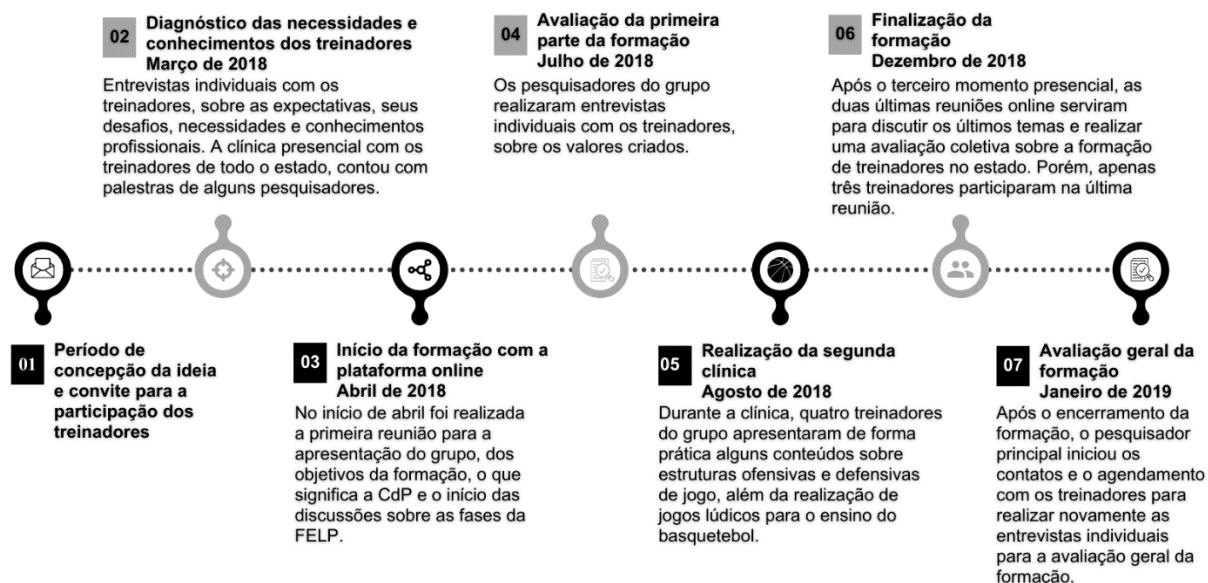 02
Diagnóstico das necessidades e
conhecimentos dos treinadores
Março de 2018
Entrevistas individuais com os
treinadores, sobre as expectativas, seus
desafios, necessidades e conhecimentos
profissionais. A clínica presencial com os
treinadores de todo o estado, contou com
palestras de alguns pesquisadores.
04
Avaliação da primeira
parte da formação
Julho de 2018
Os pesquisadores do grupo
realizaram entrevistas
individuais com os treinadores,
sobre os valores criados.
06
Finalização da
formação
Dezembro de 2018
Após o terceiro momento presencial, as
duas últimas reuniões online serviram
para discutir os últimos temas e realizar
uma avaliação coletiva sobre a formação
de treinadores no estado. Porém, apenas
três treinadores participaram na última
reunião.
01
Período de
concepção da ideia
e convite para a
participação dos
treinadores
03
Início da formação com a
plataforma online
Abril de 2018
No início de abril foi realizada
a primeira reunião para a
apresentação do grupo, dos
objetivos da formação, o que
significa a CdP e o início das
discussões sobre as fases da
FELP.
05
Realização da segunda
clínica
Agosto de 2018
Durante a clínica, quatro treinadores
do grupo apresentaram de forma
prática alguns conteúdos sobre
estruturas ofensivas e defensivas
de jogo, além da realização de
jogos lúdicos para o ensino do
basquetebol.
07
Avaliação geral da
formação
Janeiro de 2019
Após o encerramento da
formação, o pesquisador
principal iniciou os
contatos e o agendamento
com os treinadores para
realizar novamente as
entrevistas individuais
para a avaliação geral da
formação.